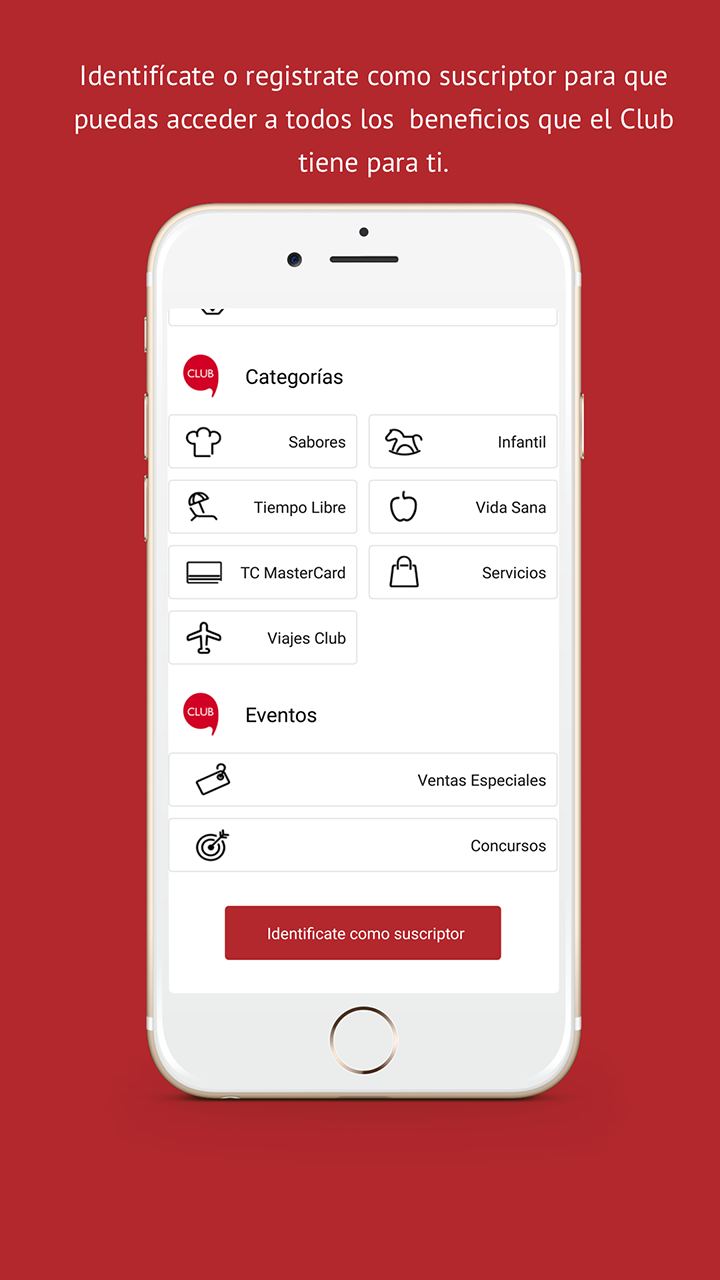 Identifícate o registrate como suscriptor para que
puedas acceder a todos los  beneficios que el Club
tiene para ti.
CLUB
Categorías
Sabores
Infantil
Tiempo Libre
Vida Sana
TC MasterCard
Servicios
Viajes Club
CLUB
Eventos
Ventas Especiales
Concursos
Identificate como suscriptor